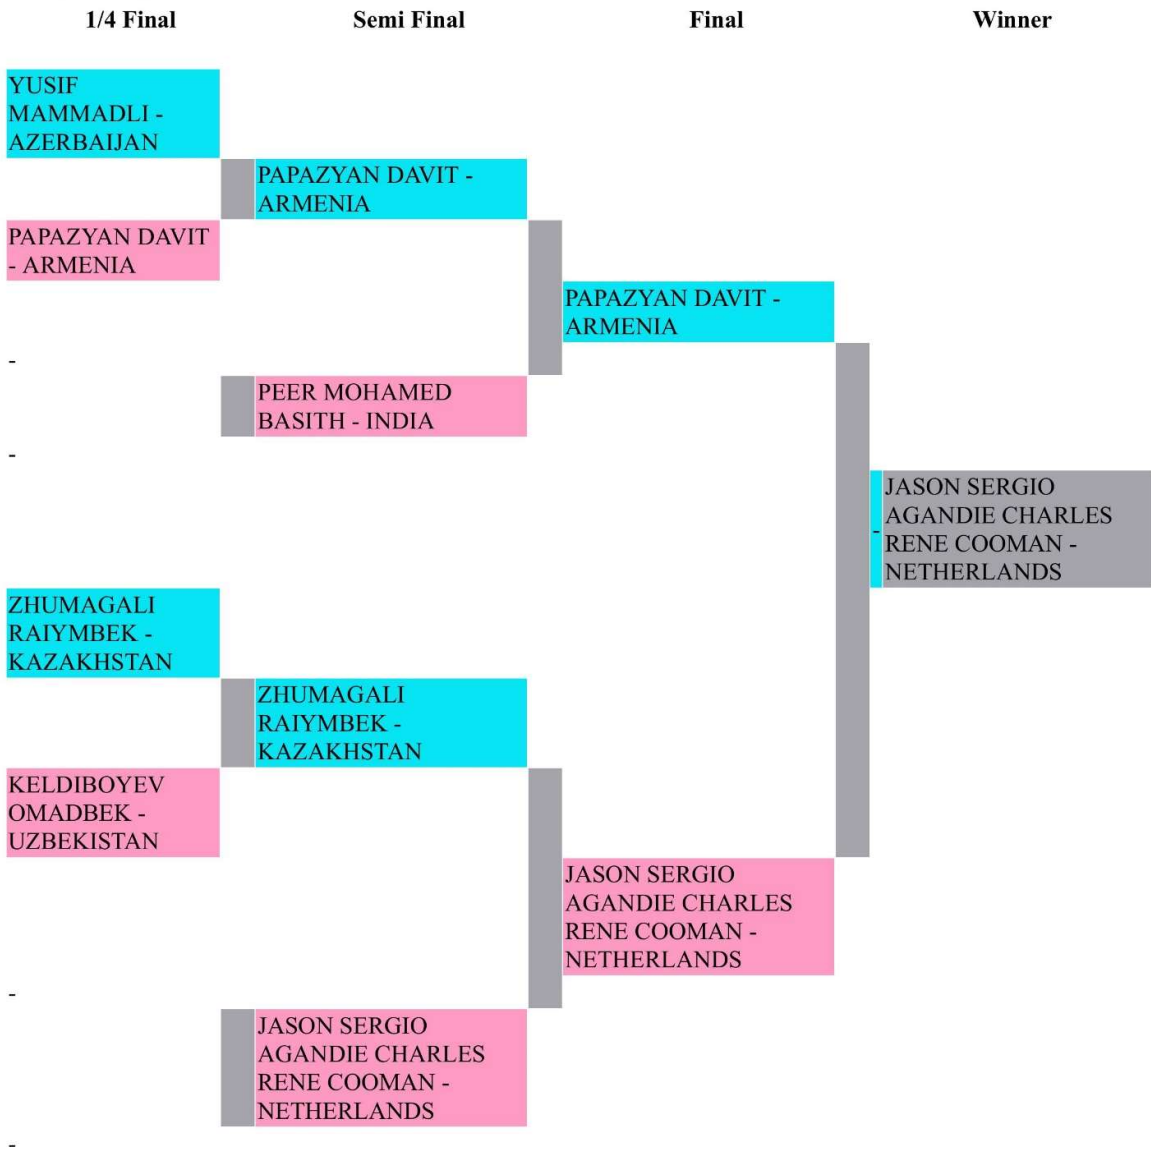 1/4 Final
Semi Final
Final
Winner
YUSIF
MAMMADLI -
AZERBAIJAN
PAPAZYAN DAVIT -
ARMENIA
PAPAZYAN DAVIT
- ARMENIA
PAPAZYAN DAVIT -
ARMENIA
-
PEER MOHAMED
BASITH - INDIA
-
-
JASON SERGIO
AGANDIE CHARLES
RENE COOMAN -
NETHERLANDS
ZHUMAGALI
RAIYMBEK -
KAZAKHSTAN
ZHUMAGALI
RAIYMBEK -
KAZAKHSTAN
KELDIBOYEV
OMADBEK -
UZBEKISTAN
JASON SERGIO
AGANDIE CHARLES
RENE COOMAN -
NETHERLANDS
-
JASON SERGIO
AGANDIE CHARLES
RENE COOMAN -
NETHERLANDS
-